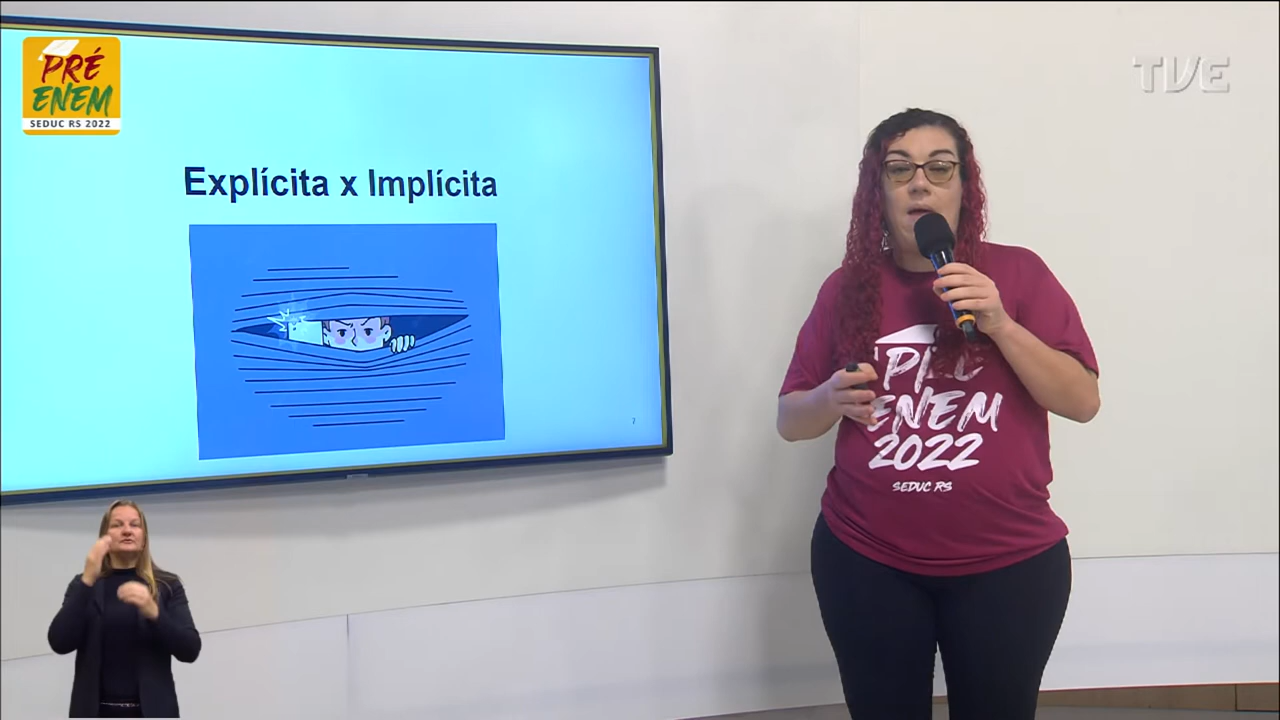 PRÉ
ENEM
SEDUC RS 2022
TVE
Explícita x Implícita
7
PRÉ
ENEM
2022
SEDUC RS